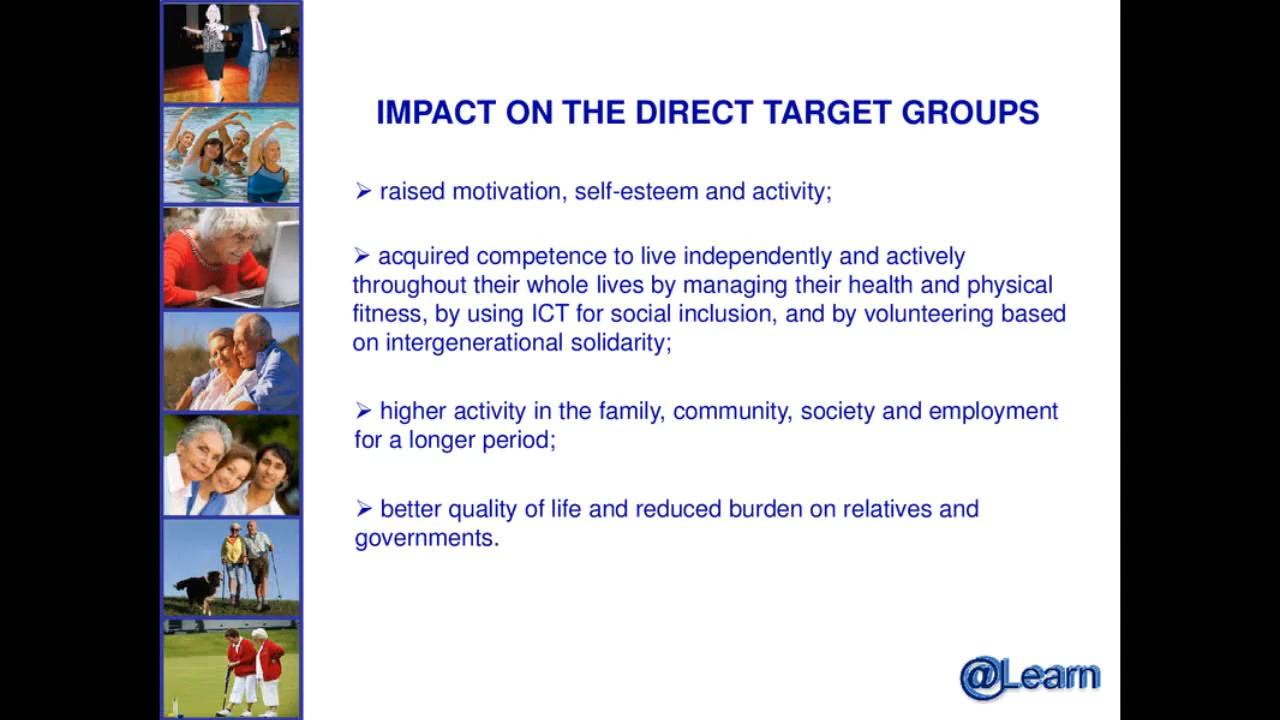 IMPACT ON THE DIRECT TARGET GROUPS
➢ raised motivation, self-esteem and activity;
➢ acquired competence to live independently and actively
throughout their whole lives by managing their health and physical
fitness, by using ICT for social inclusion, and by volunteering based
on intergenerational solidarity;
➢ higher activity in the family, community, society and employment
for a longer period;
➢ better quality of life and reduced burden on relatives and
governments.
@Learn